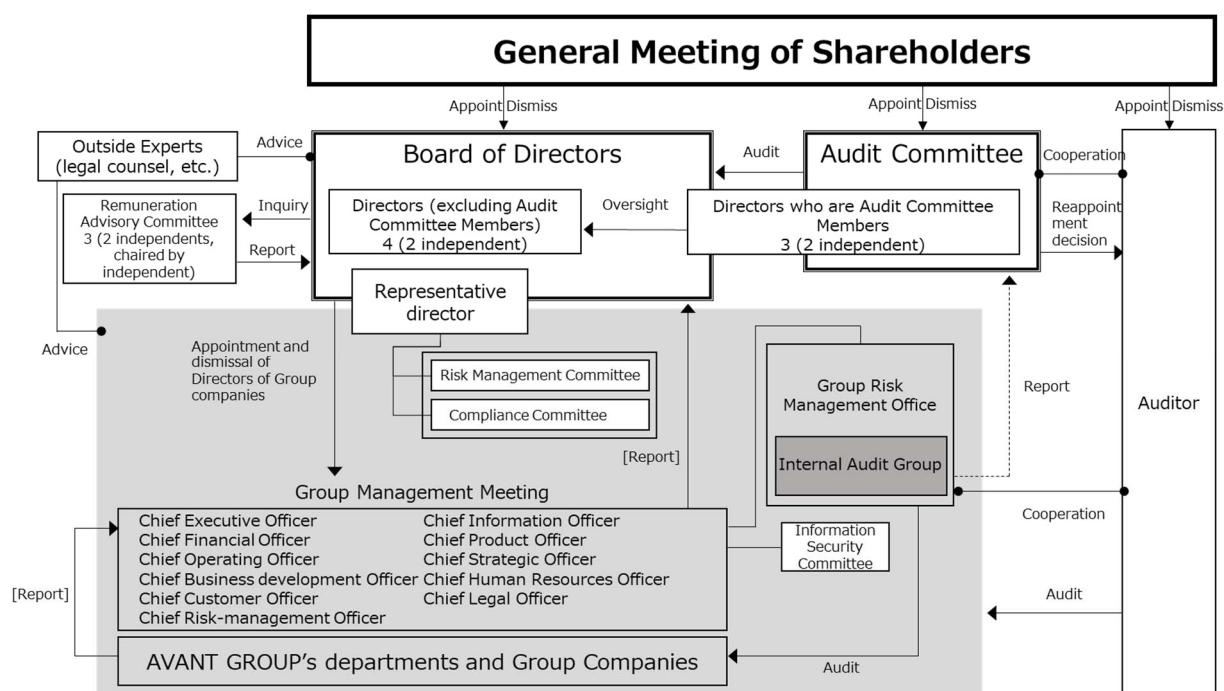 General Meeting of Shareholders
Appoint Dismiss
Appoint Dismiss
Appoint Dismiss
Outside Experts
(legal counsel, etc.)
Advice
Board of Directors
Audit
Audit Committee
Cooperation
Remuneration
Advisory Committee
3 (2 independents,
chaired by
independent)
Inquiry
Report
Directors (excluding Audit
Committee Members)
4 (2 independent)
Oversight
Directors who are Audit Committee
Members
3 (2 independent)
Reappoint
ment
decision
Representative
director
Advice
Appointment and
dismissal of
Directors of Group
companies
Risk Management Committee
Compliance Committee
Group Risk
Management Office
Internal Audit Group
Report
Auditor
[Report]
Group Management Meeting
Chief Executive Officer
Chief Financial Officer
Chief Operating Officer
Chief Business development Officer
Chief Customer Officer
Chief Risk-management Officer
Chief Information Officer
Chief Product Officer
Chief Strategic Officer
Chief Human Resources Officer
Chief Legal Officer
Information
Security
Committee
Cooperation
[Report]
Audit
AVANT GROUP's departments and Group Companies
Audit